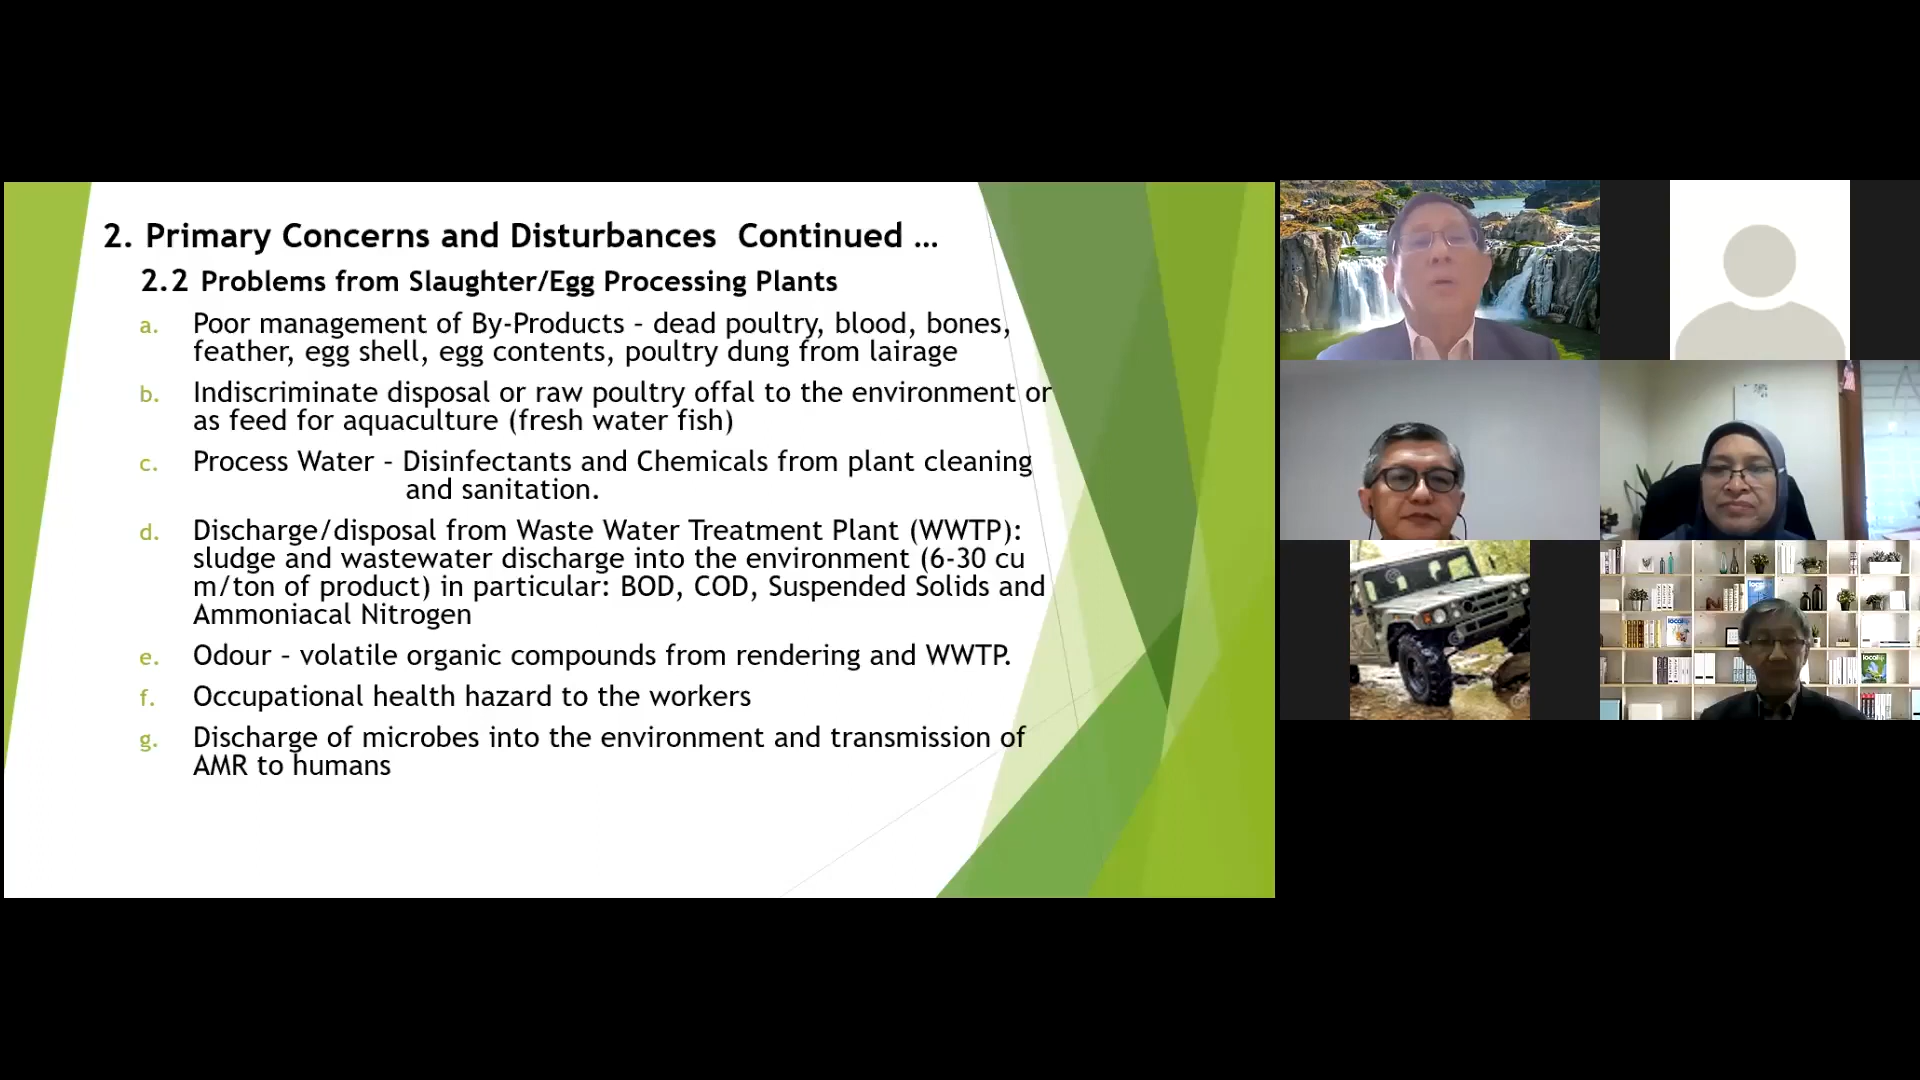 2. Primary Concerns and Disturbances  Continued …
2.2 Problems from Slaughter/Egg Processing Plants
a. Poor management of By-Products – dead poultry, blood, bones,
feather, egg shell, egg contents, poultry dung from lairage
b. Indiscriminate disposal or raw poultry offal to the environment or
as feed for aquaculture (fresh water fish)
c. Process Water – Disinfectants and Chemicals from plant cleaning
and sanitation.
d. Discharge/disposal from Waste Water Treatment Plant (WWTP):
sludge and wastewater discharge into the environment (6-30 cu
m/ton of product) in particular: BOD, COD, Suspended Solids and
Ammoniacal Nitrogen
e. Odour – volatile organic compounds from rendering and WWTP.
f. Occupational health hazard to the workers
g. Discharge of microbes into the environment and transmission of
AMR to humans